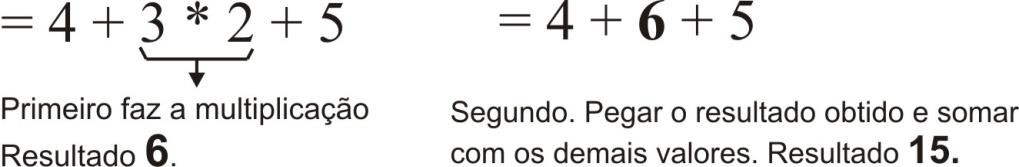 = 4 + 3 * 2 + 5
Primeiro faz a multiplicação
Resultado 6.
= 4 + 6 + 5
Segundo. Pegar o resultado obtido e somar
com os demais valores. Resultado 15.